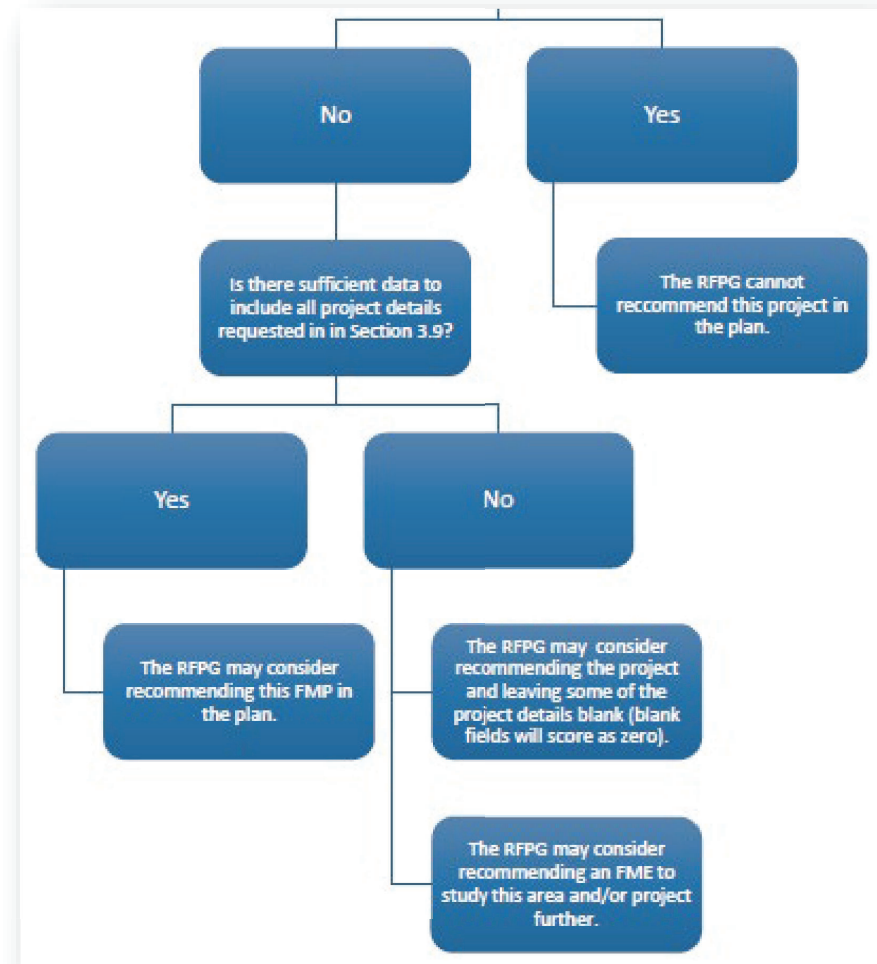 No
Yes
Is there sufficient data to
include all project details
requested in in Section 3.9?
The RFPG cannot
reccommend this project in
the plan.
Yes
No
The RFPG may consider
recommending this FMP in
the plan.
The RFPG may consider
recommending the project
and leaving some of the
project details blank (blank
fields will score as zero).
The RFPG may consider
recommending an FME to
study this area and/or project
further.